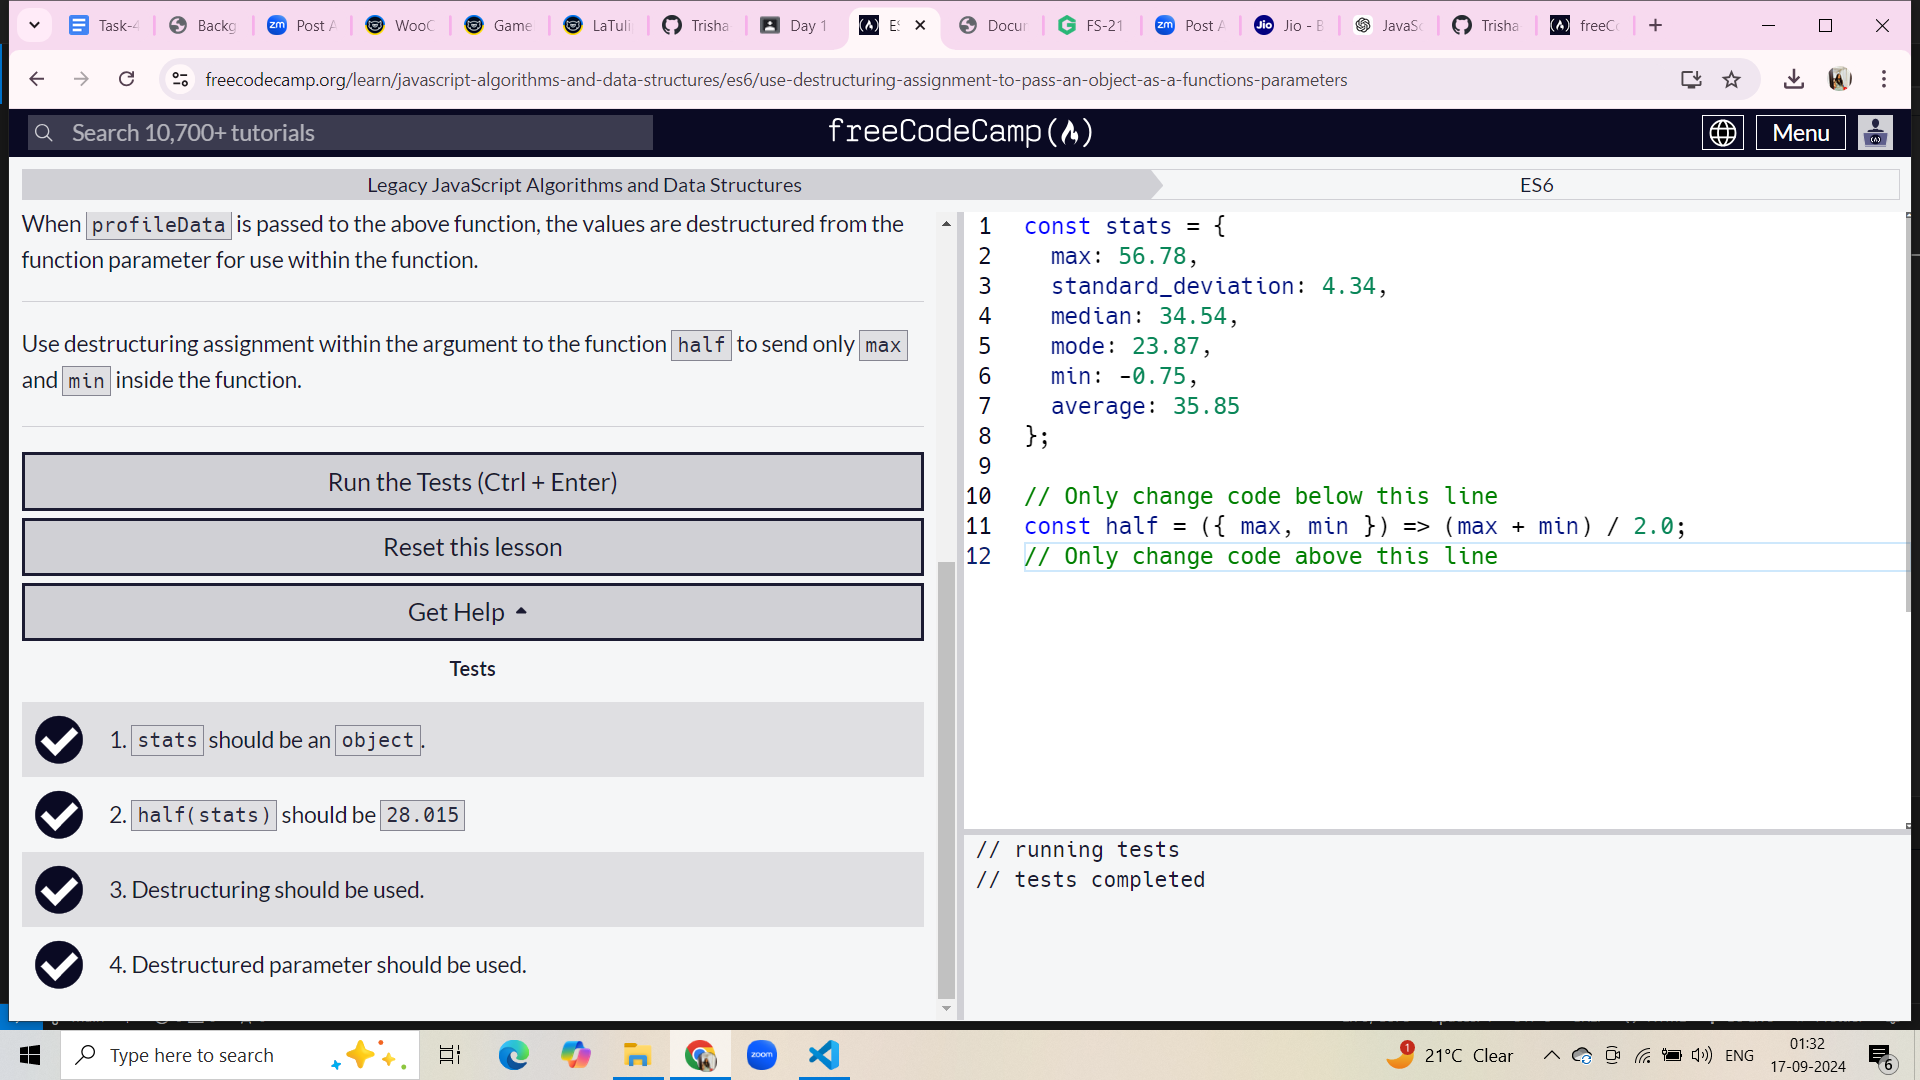 Task-4
Backg
Post A
WooC
Game
LaTulip
Trisha
Day 1
ES
Docur
FS-21
Post A
Jio - B
JavaSc
Trisha
freeCo
freecodecamp.org/learn/javascript-algorithms-and-data-structures/es6/use-destructuring-assignment-to-pass-an-object-as-a-functions-parameters
Search 10,700+ tutorials
freeCodeCamp
Menu
Legacy JavaScript Algorithms and Data Structures
ES6
When profileData is passed to the above function, the values are destructured from the
function parameter for use within the function.
Use destructuring assignment within the argument to the function half to send only max
and min inside the function.
Run the Tests (Ctrl + Enter)
Reset this lesson
Get Help
Tests
1. stats should be an object.
2. half(stats) should be 28.015
3. Destructuring should be used.
4. Destructured parameter should be used.
1 const stats = {
2 max: 56.78,
3 standard_deviation: 4.34,
4 median: 34.54,
5 mode: 23.87,
6 min: -0.75,
7 average: 35.85
8 };
9
10 // Only change code below this line
11 const half = ({ max, min }) => (max + min) / 2.0;
12 // Only change code above this line
// running tests
// tests completed
Type here to search
zoom
1
21°C Clear
ENG
01:32
17-09-2024
6